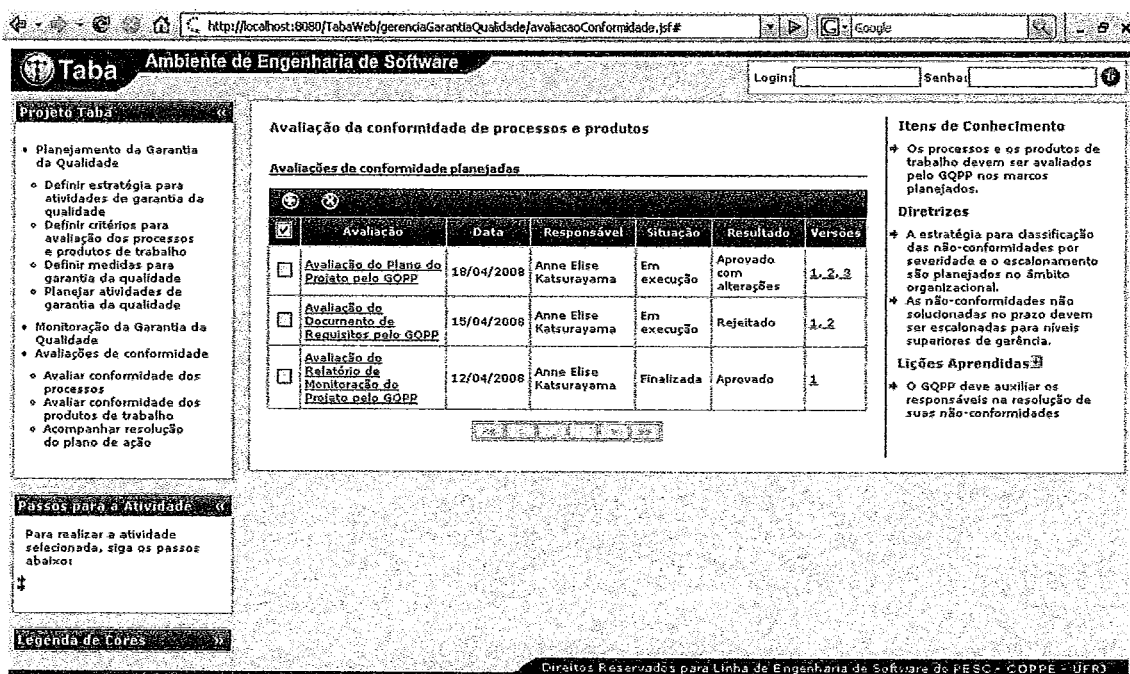 http://localhost:8080/TabaWeb/gerenciaGarantiaQualidade/avaliacaoConformidade.jsf#
Google
Taba
Ambiente de Engenharia de Software
Login:
Senha:
Projeto Taba
«
• Planejamento da Garantia
da Qualidade
Definir estratégia para
atividades de garantia da
qualidade
Definir critérios para
avaliação dos processos
e produtos de trabalho
Definir medidas para
garantia da qualidade
Planejar atividades de
garantia da qualidade
• Monitoração da Garantia da
Qualidade
• Avaliações de conformidade
Avaliar conformidade dos
processos
Avaliar conformidade dos
produtos de trabalho
Acompanhar resolução
do plano de ação
Passos para a Atividade
«
Para realizar a atividade
selecionada, siga os passos
abaixo:
Legenda de Cores
»
Avaliação da conformidade de processos e produtos
Avaliações de conformidade planejadas
Avaliação Data Responsável Situação Resultado Versões
Avaliação do Plano do
Projeto pelo GQPP
18/04/2008
Anne Elise
Katsurayama
Em
execução
Aprovado
com
alterações
1, 2, 3
Avaliação do
Documento de
Requisitos pelo GQPP
15/04/2008
Anne Elise
Katsurayama
Em
execução
Rejeitado
1, 2
Avaliação do
Relatório de
Monitoração do
Projeto pelo GQPP
12/04/2008
Anne Elise
Katsurayama
Finalizada
Aprovado
1
Itens de Conhecimento
Os processos e os produtos de
trabalho devem ser avaliados
pelo GQPP nos marcos
planejados.
Diretrizes
A estratégia para classificação
das não-conformidades por
severidade e o escalonamento
são planejados no âmbito
organizacional.
As não-conformidades não
solucionadas no prazo devem
ser escalonadas para níveis
superiores de gerência.
Lições Aprendidas
O GQPP deve auxiliar os
responsáveis na resolução de
suas não-conformidades
Direitos Reservados para Linha de Engenharia de Software do PESC - COPPE - UFRJ